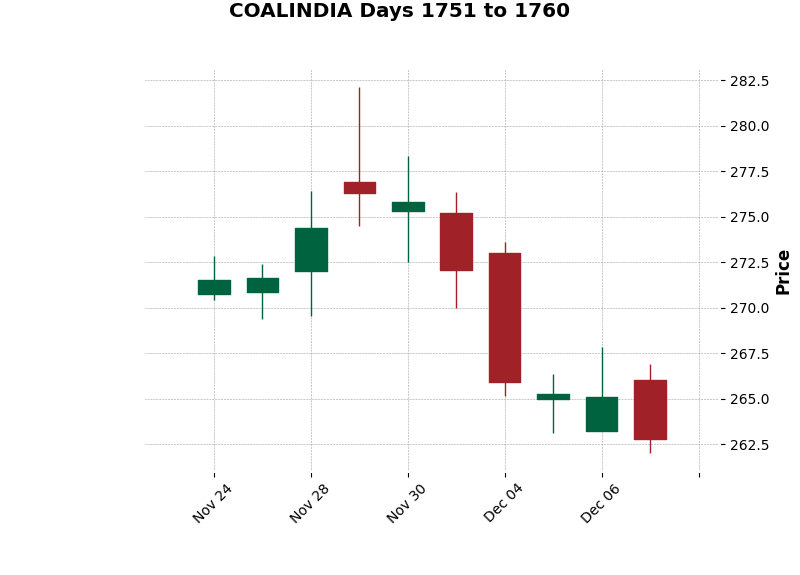 COALINDIA Days 1751 to 1760
282.5
280.0
277.5
275.0
272.5
270.0
267.5
265.0
262.5
Price
Nov 24
Nov 28
Nov 30
Dec 04
Dec 06